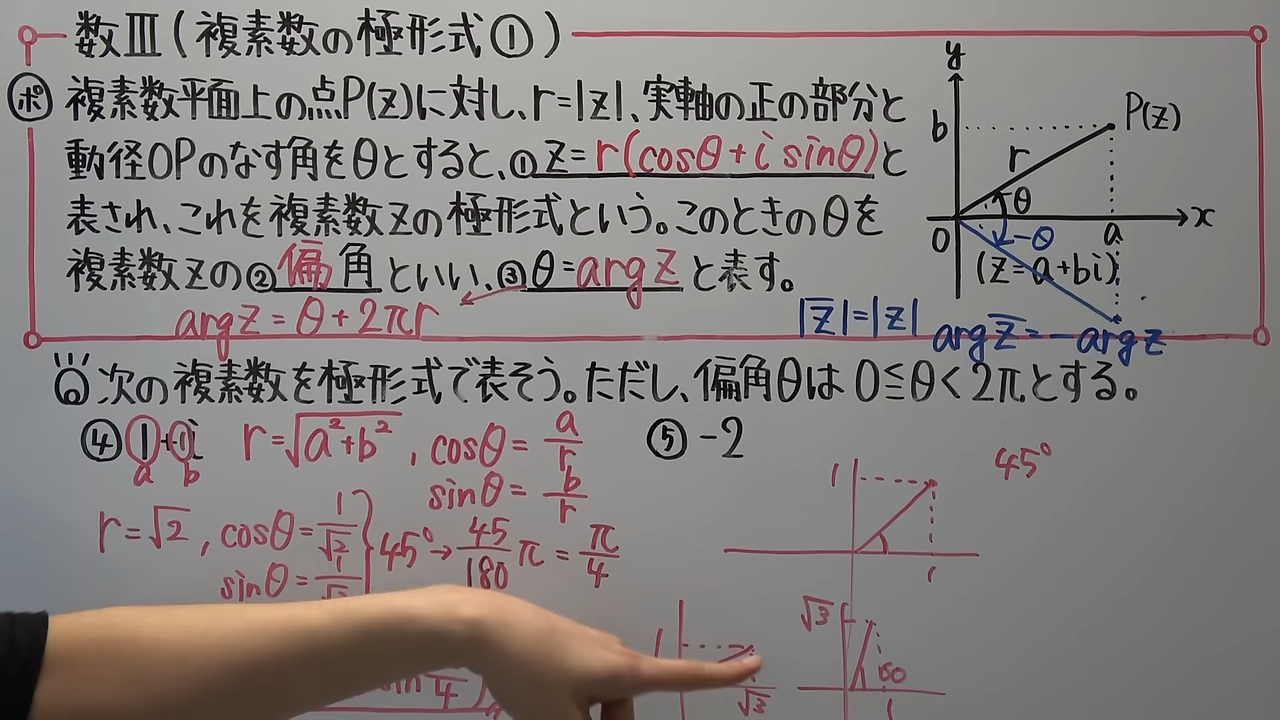 数Ⅲ(複素数の極形式①)
ポ 複素数平面上の点P(z)に対し、r=|z|、実軸の正の部分と
動径OPのなす角をθとすると、①z=r(cosθ+i sinθ)と
表され、これを複素数zの極形式という。このときのθを
複素数zの②偏角といい、③θ=arg zと表す。
arg z = θ+2πr
y
b
P(z)
r
θ
x
O
a
-θ
(z=a+bi)
|z̅|=|z| arg z̅=-arg z
次の複素数を極形式で表そう。ただし、偏角θは0≦θ<2πとする。
④ 1+i r=√a²+b² , cosθ=a/r
a b sinθ=b/r
r=√2 , cosθ=1/√2 } 45°→45/180 π=π/4
sinθ=1/√2
sin π/4)
⑤ -2
1
45°
1
1
√3
√3
60
1